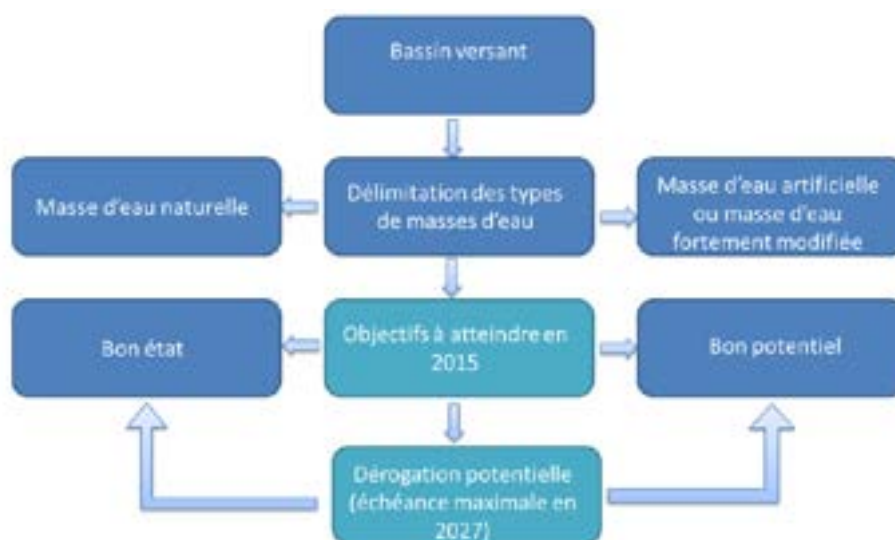 Bassin versant
Masse d'eau naturelle
Délimitation des types
de masses d'eau
Masse d'eau artificielle
ou masse d'eau
fortement modifiée
Bon état
Objectifs à atteindre en
2015
Bon potentiel
Dérogation potentielle
(échéance maximale en
2027)